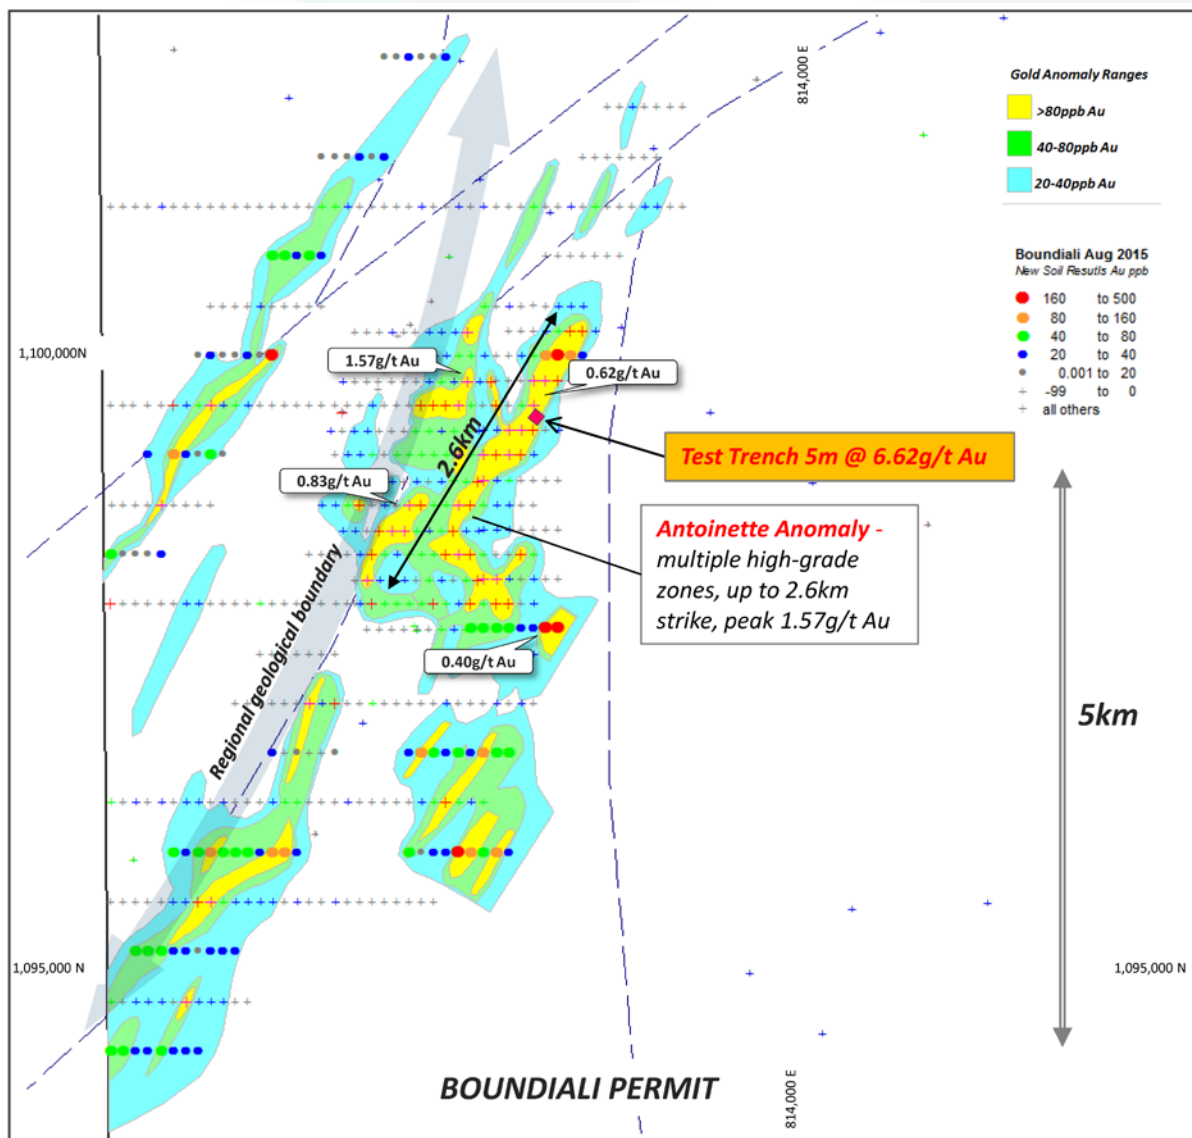 814,000 E
Gold Anomaly Ranges
>80ppb Au
40-80ppb Au
20-40ppb Au
Boundiali Aug 2015
New Soil Resutls Au ppb
160 to 500
80 to 160
40 to 80
20 to 40
0.001 to 20
-99 to 0
all others
1,100,000N
1.57g/t Au
0.62g/t Au
2.6km
Test Trench 5m @ 6.62g/t Au
0.83g/t Au
Antoinette Anomaly -
multiple high-grade
zones, up to 2.6km
strike, peak 1.57g/t Au
Regional geological boundary
0.40g/t Au
5km
1,095,000 N
1,095,000 N
BOUNDIALI PERMIT
814,000 E